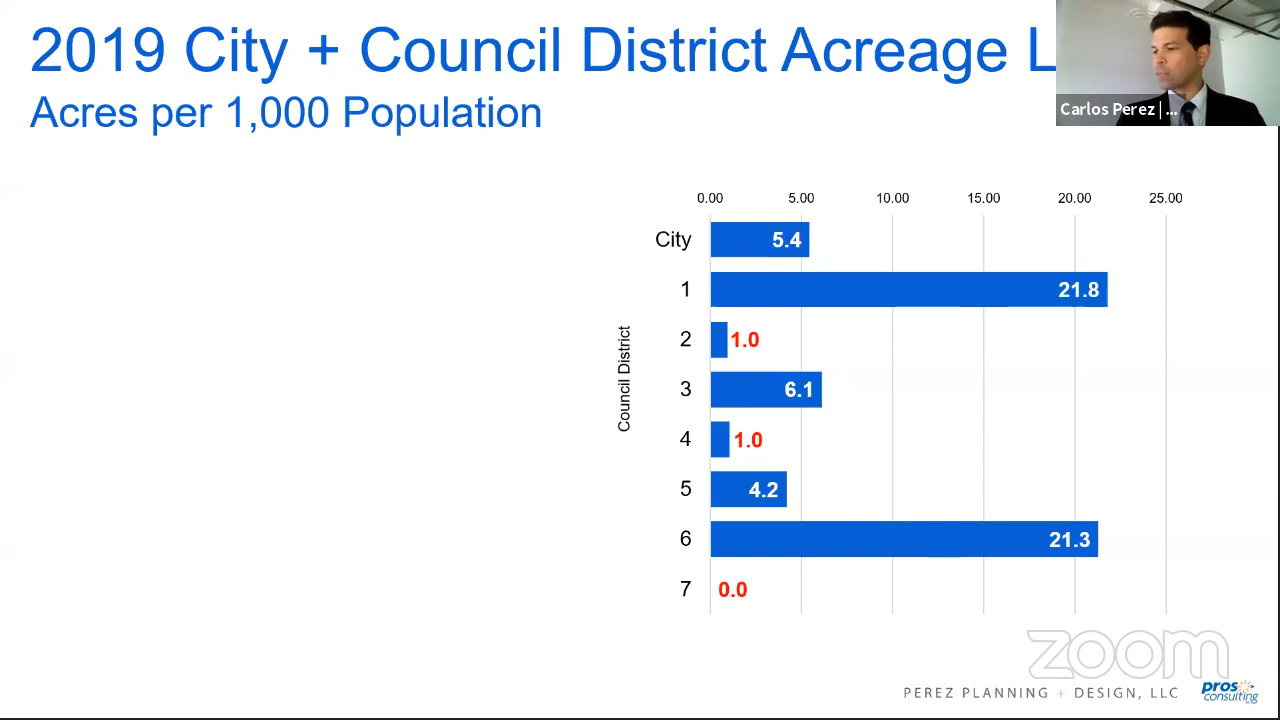 2019 City + Council District Acreage L
Acres per 1,000 Population
Carlos Perez | ...
0.00 5.00 10.00 15.00 20.00 25.00
City 5.4
1 21.8
2 1.0
3 6.1
4 1.0
5 4.2
6 21.3
7 0.0
Council District
zoom
PEREZ PLANNING + DESIGN, LLC
pros consulting